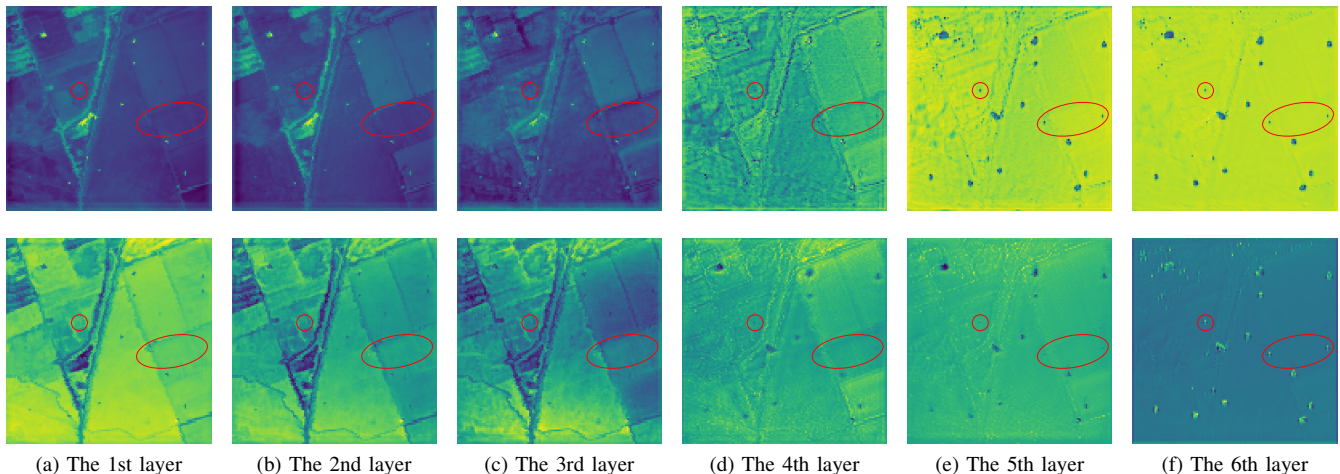 (a) The 1st layer
(b) The 2nd layer
(c) The 3rd layer
(d) The 4th layer
(e) The 5th layer
(f) The 6th layer